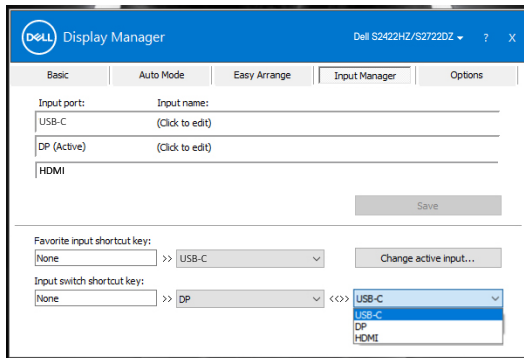 DELL Display Manager Dell S2422HZ/S2722DZ ? X
Basic Auto Mode Easy Arrange Input Manager Options
Input port: Input name:
USB-C (Click to edit)
DP (Active) (Click to edit)
HDMI
Save
Favorite input shortcut key:
None >> USB-C Change active input...
Input switch shortcut key:
None >> DP <<>> USB-C
USB-C
DP
HDMI